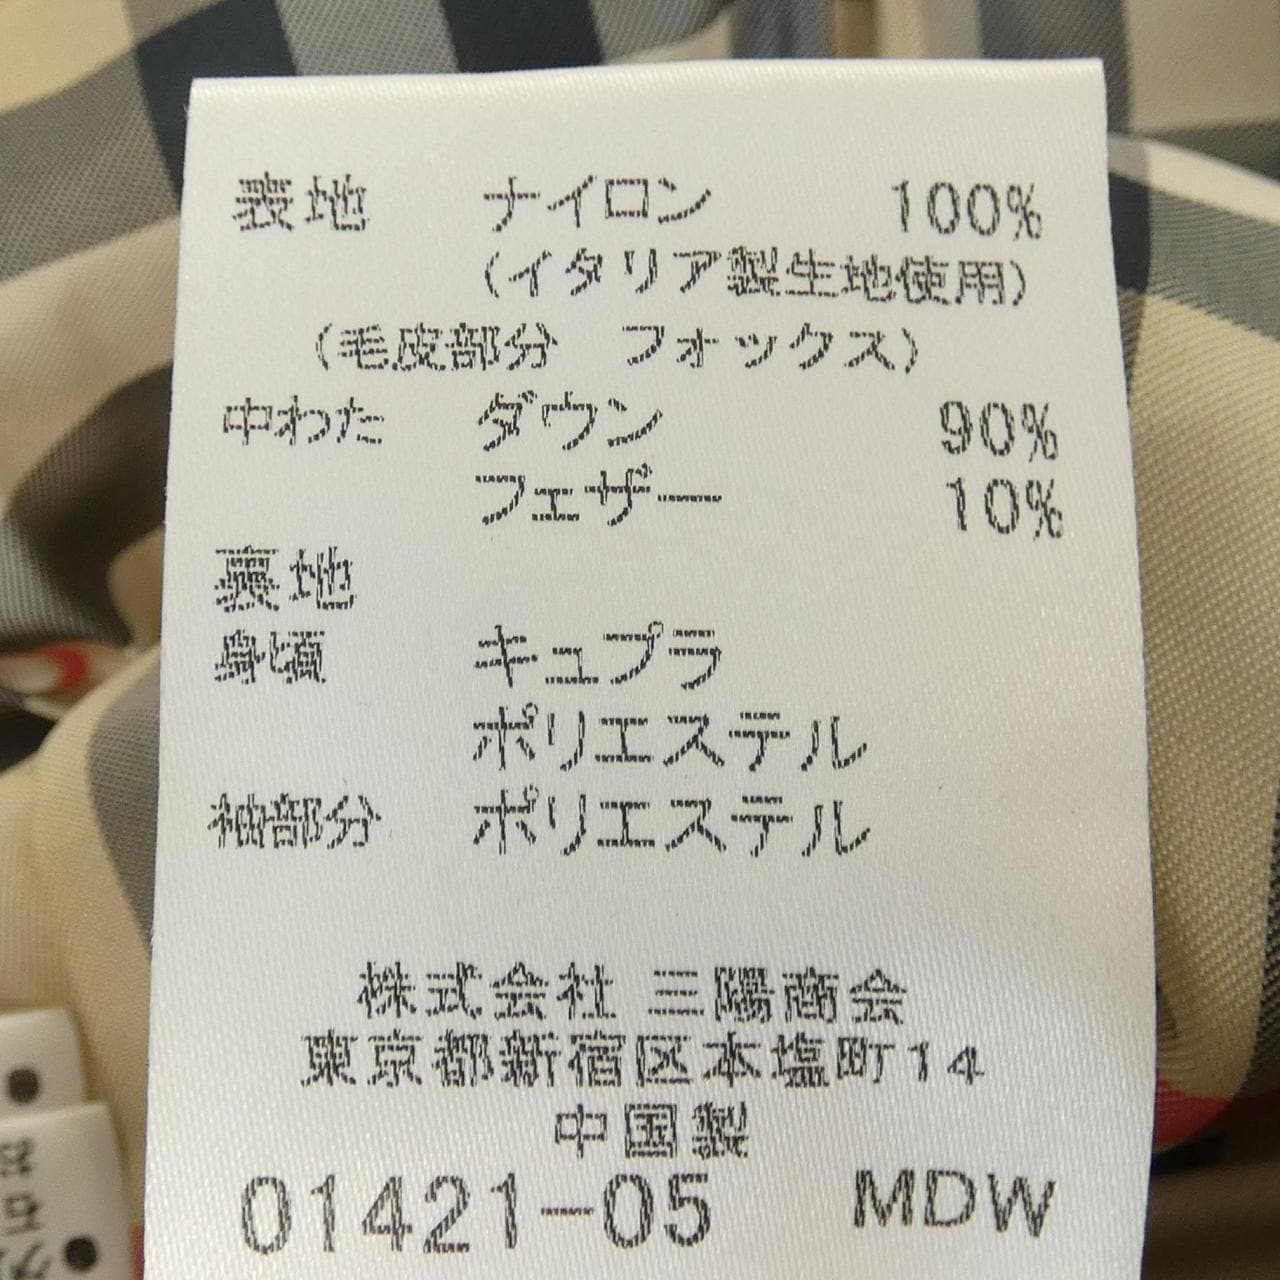 表地 ナイロン 100%
(イタリア製生地使用)
(毛皮部分 フォックス)
中わた ダウン 90%
フェザー 10%
裏地
身頃 キュプラ
ポリエステル
袖部分 ポリエステル
株式会社 三陽商会
東京都新宿区本塩町14
中国製
01421-05 MDW